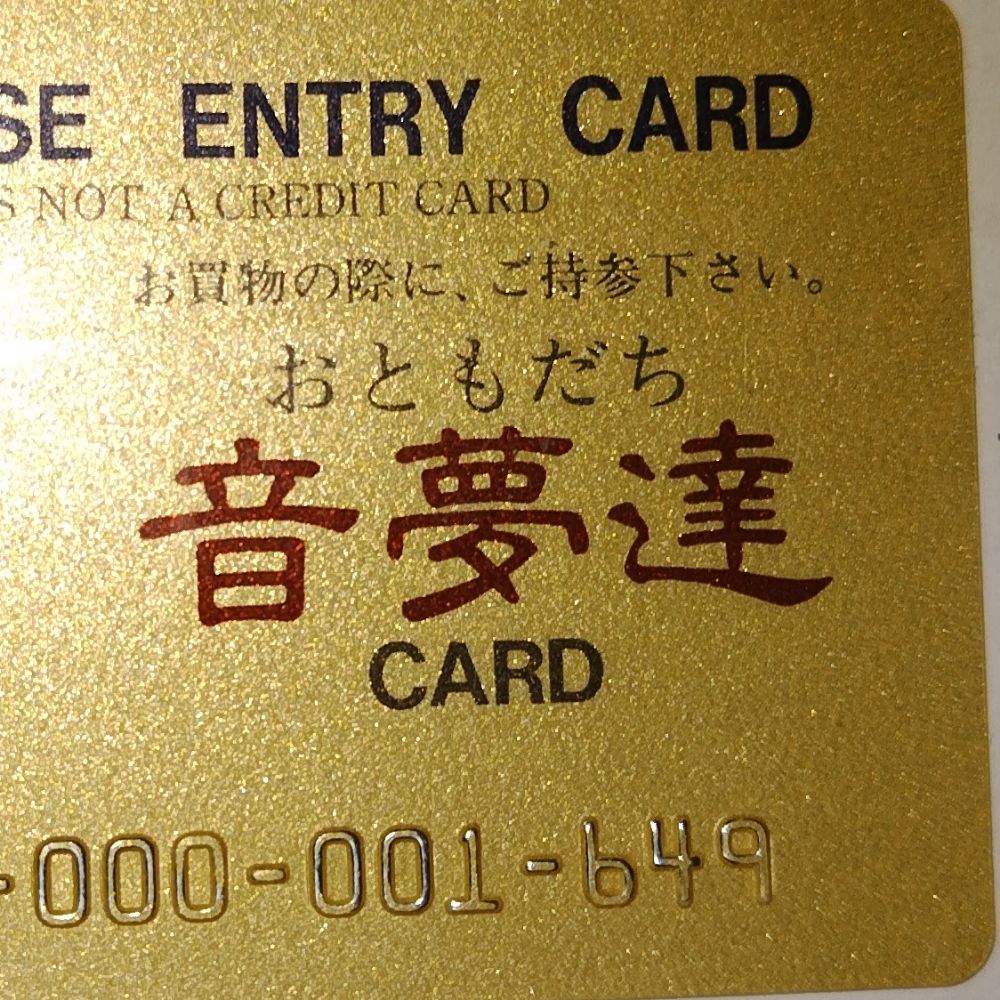 SE ENTRY CARD
S NOT A CREDIT CARD
お買物の際に、ご持参下さい。
おともだち
音夢達
CARD
-000-001-649